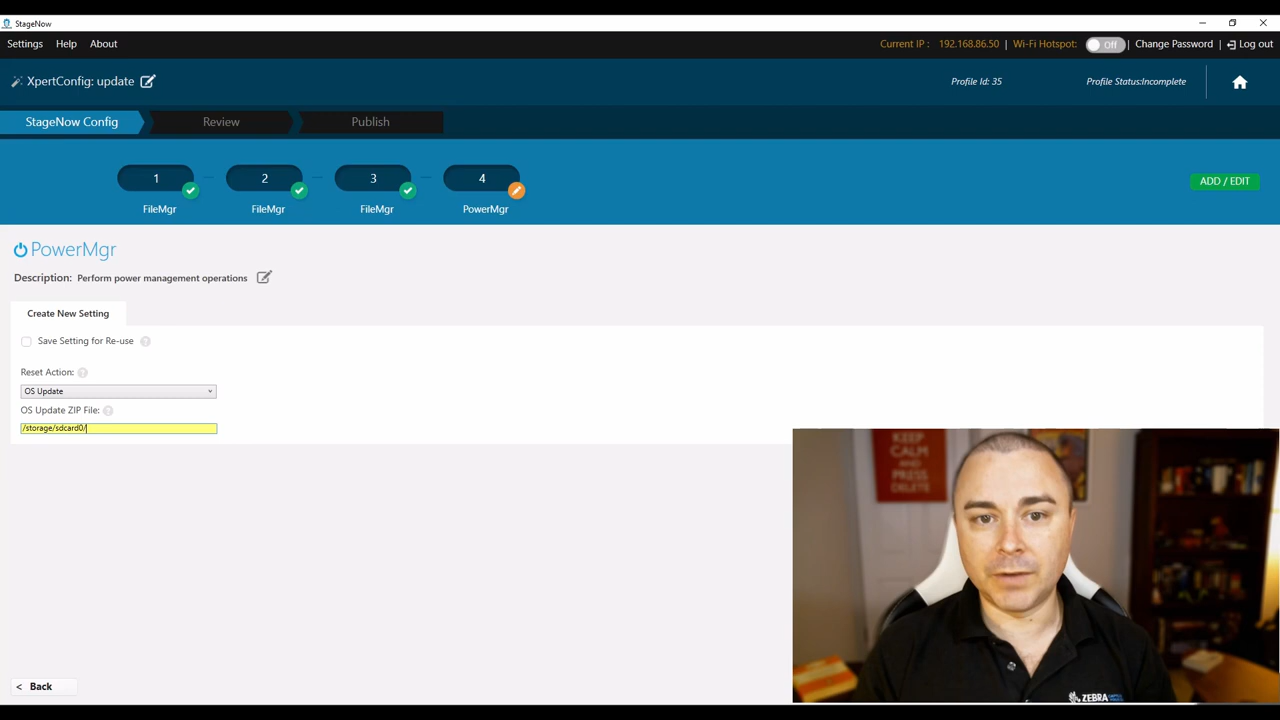 StageNow
Settings Help About
Current IP : 192.168.86.50 | Wi-Fi Hotspot: Off | Change Password | Log out
XpertConfig: update
Profile Id: 35
Profile Status:Incomplete
StageNow Config
Review
Publish
1
2
3
4
FileMgr
FileMgr
FileMgr
PowerMgr
ADD / EDIT
PowerMgr
Description: Perform power management operations
Create New Setting
Save Setting for Re-use ?
Reset Action: ?
OS Update
OS Update ZIP File: ?
/storage/sdcard0/
KEEP
CALM
AND
PRESS
DELETE
ZEBRA
< Back